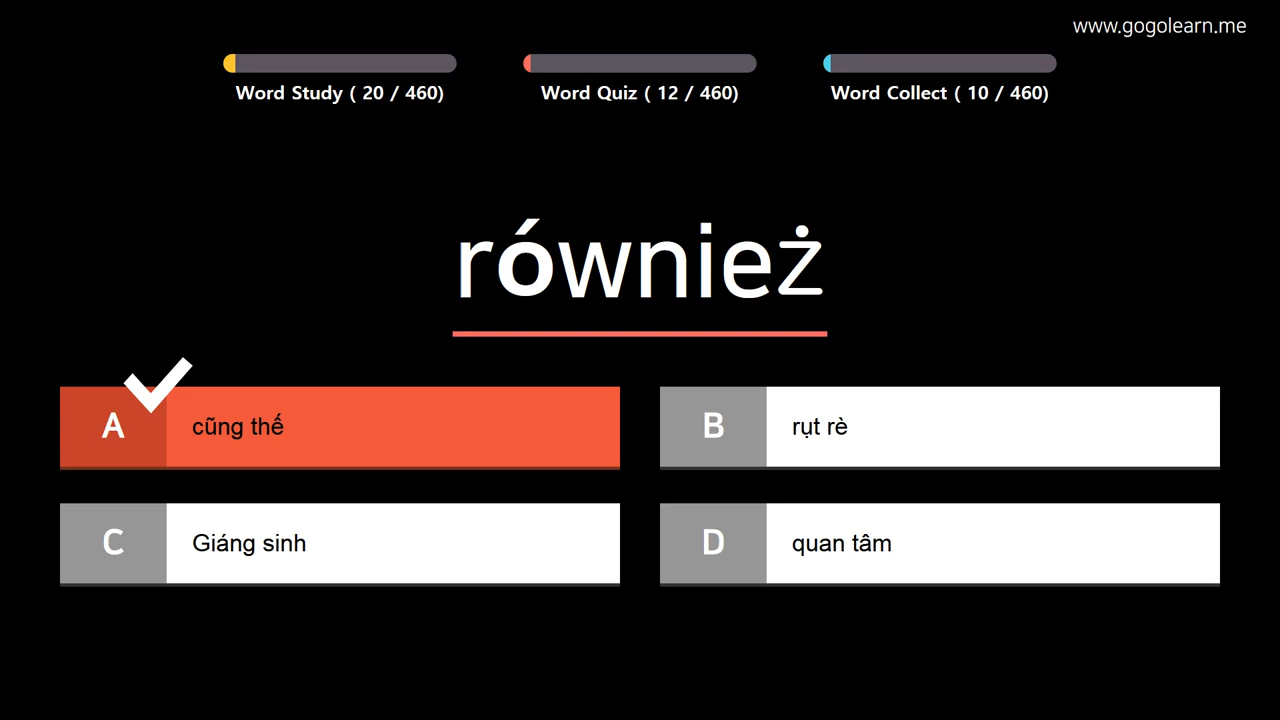 www.gogolearn.me
Word Study ( 20 / 460)
Word Quiz ( 12 / 460)
Word Collect ( 10 / 460)
również
A cũng thế
B rụt rè
C Giáng sinh
D quan tâm